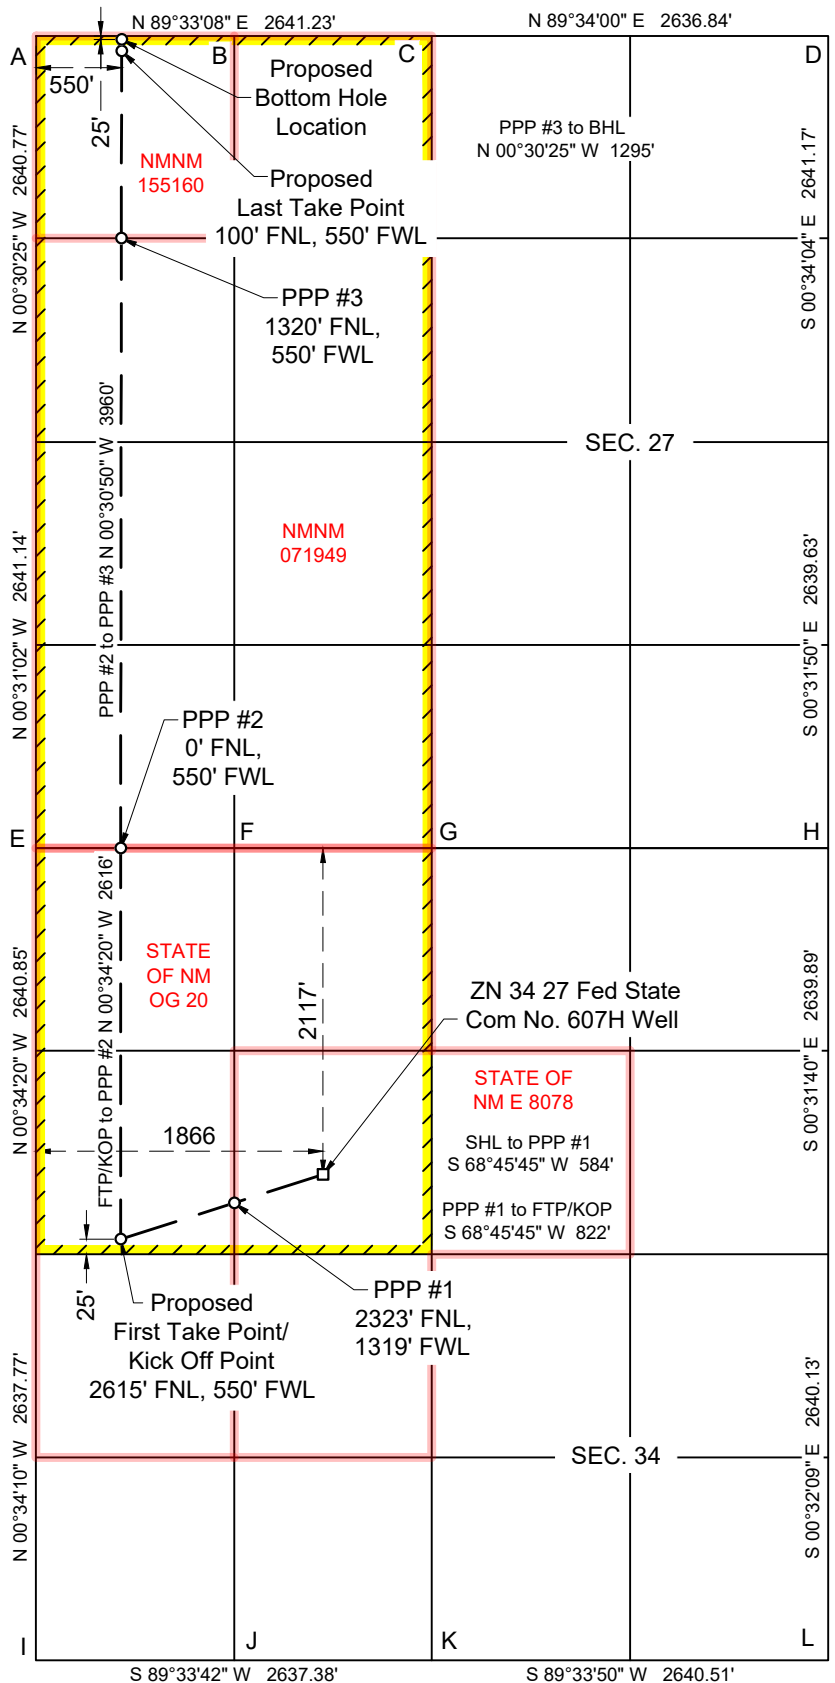 N 89°33'08" E 2641.23'
N 89°34'00" E 2636.84'
A
B
C
D
550'
25'
Proposed
Bottom Hole
Location
PPP #3 to BHL
N 00°30'25" W 1295'
NMNM
155160
Proposed
Last Take Point
100' FNL, 550' FWL
N 00°30'25" W 2640.77'
S 00°34'04" E 2641.17'
PPP #3
1320' FNL,
550' FWL
SEC. 27
PPP #2 to PPP #3 N 00°30'50" W 3960'
NMNM
071949
N 00°31'02" W 2641.14'
S 00°31'50" E 2639.63'
PPP #2
0' FNL,
550' FWL
E
F
G
H
FTP/KOP to PPP #2 N 00°34'20" W 2616'
STATE
OF NM
OG 20
2117'
ZN 34 27 Fed State
Com No. 607H Well
N 00°34'20" W 2640.85'
S 00°31'40" E 2639.89'
STATE OF
NM E 8078
1866
SHL to PPP #1
S 68°45'45" W 584'
PPP #1 to FTP/KOP
S 68°45'45" W 822'
25'
Proposed
First Take Point/
Kick Off Point
2615' FNL, 550' FWL
PPP #1
2323' FNL,
1319' FWL
N 00°34'10" W 2637.77'
S 00°32'09" E 2640.13'
SEC. 34
I
J
K
L
S 89°33'42" W 2637.38'
S 89°33'50" W 2640.51'